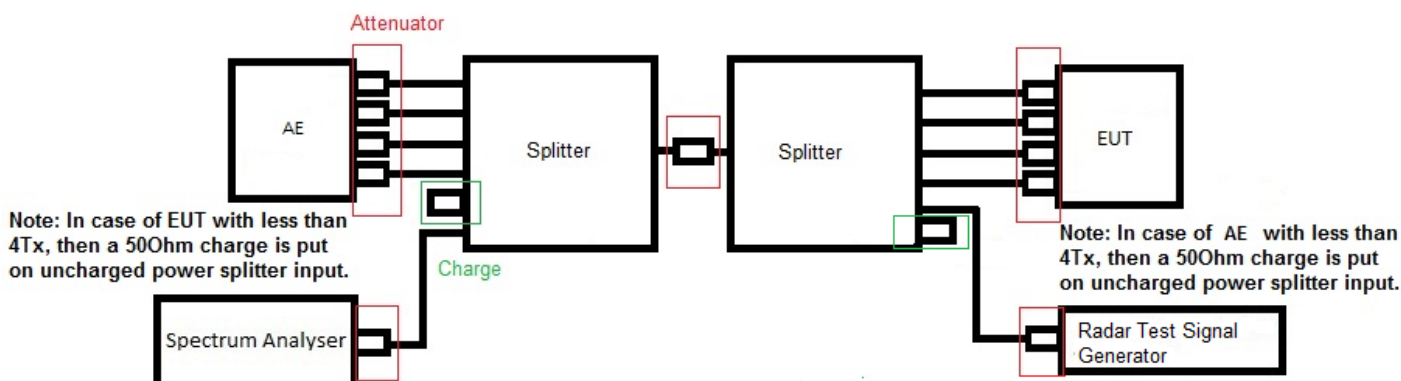 Attenuator
AE
Splitter
Splitter
EUT
Note: In case of EUT with less than
4Tx, then a 50Ohm charge is put
on uncharged power splitter input.
Charge
Note: In case of AE with less than
4Tx, then a 50Ohm charge is put
on uncharged power splitter input.
Spectrum Analyser
Radar Test Signal
Generator